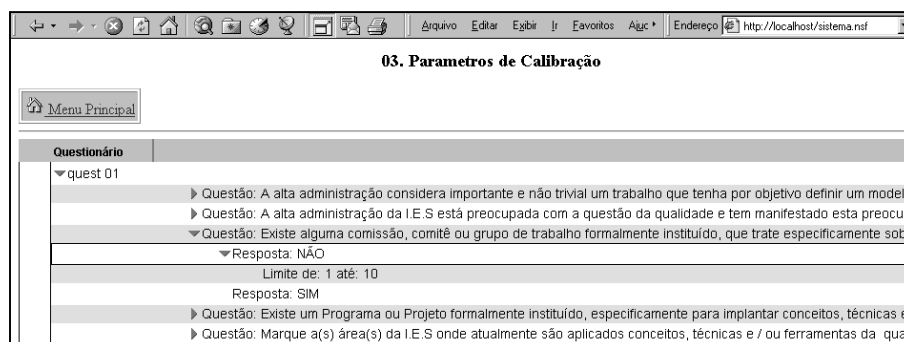 Arquivo Editar Exibir Ir Favoritos Ajuc Endereço http://localhost/sistema.nsf
03. Parametros de Calibração
Menu Principal
Questionário
quest 01
Questão: A alta administração considera importante e não trivial um trabalho que tenha por objetivo definir um model
Questão: A alta administração da I.E.S está preocupada com a questão da qualidade e tem manifestado esta preocu
Questão: Existe alguma comissão, comitê ou grupo de trabalho formalmente instituído, que trate especificamente sob
Resposta: NÃO
Limite de: 1 até: 10
Resposta: SIM
Questão: Existe um Programa ou Projeto formalmente instituído, especificamente para implantar conceitos, técnicas e
Questão: Marque a(s) área(s) da I.E.S onde atualmente são aplicados conceitos, técnicas e / ou ferramentas da qua